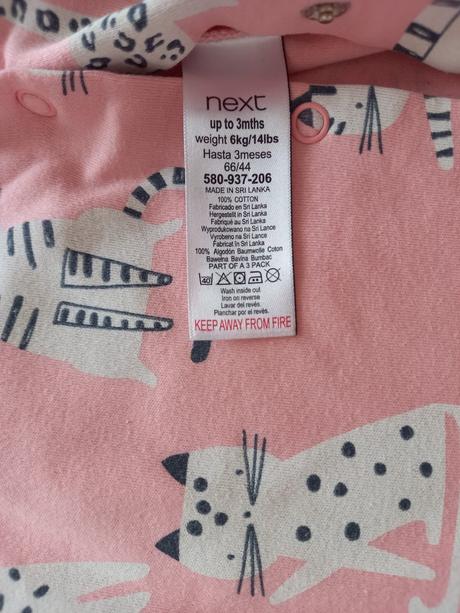 next
next
up to 3mths
weight 6kg/14lbs
Hasta 3meses
66/44
580-937-206
MADE IN SRI LANKA
100% COTTON
Fabricado en Sri Lanka
Hergestellt in Sri Lanka
Fabriqué au Sri Lanka
Wyprodukowano na Sri Lance
Vyrobeno na Sri Lance
Fabricat în Sri Lanka
100% Algodón Baumwolle Coton
Bawełna Bavlna Bumbac
PART OF A 3 PACK
40
Wash inside out
Iron on reverse
Lavar del revés.
Planchar por el revés.
KEEP AWAY FROM FIRE